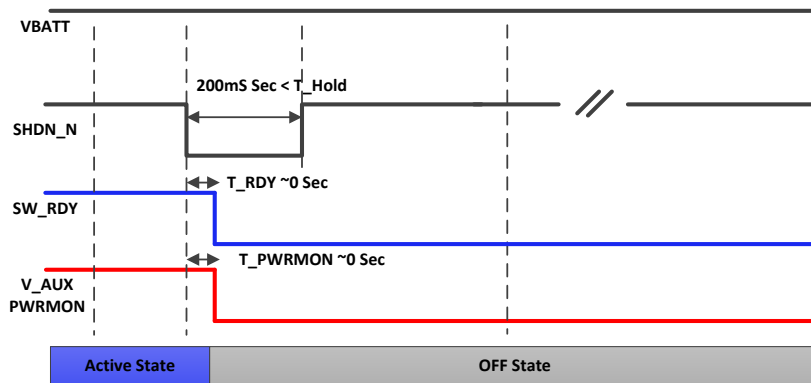 VBATT
200mS Sec < T_Hold
SHDN_N
T_RDY ~0 Sec
SW_RDY
T_PWRMON ~0 Sec
V_AUX
PWRMON
Active State
OFF State